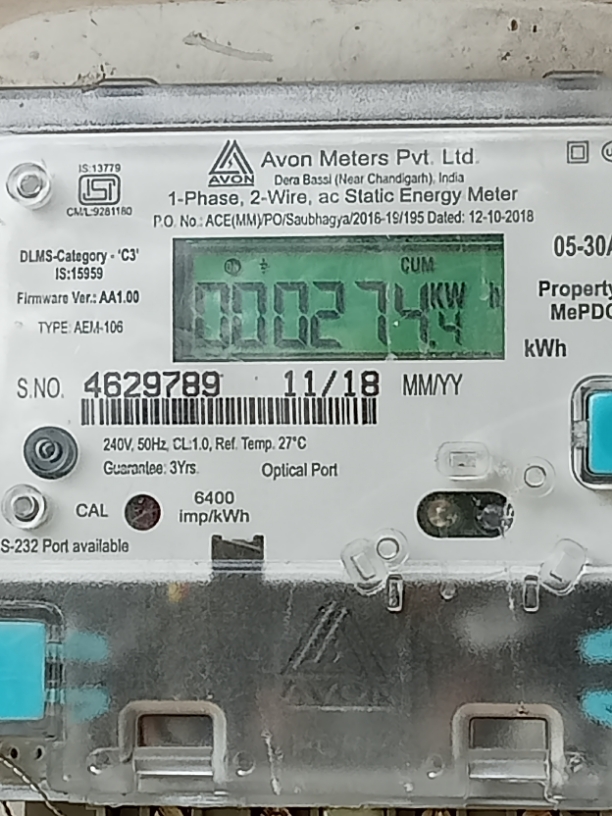 IS:13779
ISI
CM/L:9281180
AVON
Avon Meters Pvt. Ltd.
Dera Bassi (Near Chandigarh), India
1-Phase, 2-Wire, ac Static Energy Meter
P.O. No.: ACE(MM)/PO/Saubhagya/2016-19/195 Dated: 12-10-2018
DLMS-Category - 'C3'
IS:15959
Firmware Ver.: AA1.00
TYPE: AEM-106
CUM
000274.4 KW h
05-30A
Property
MePDC
kWh
S.NO. 4629789 11/18 MM/YY
240V, 50Hz, CL:1.0, Ref. Temp. 27°C
Guarantee: 3Yrs.
Optical Port
CAL
6400
imp/kWh
S-232 Port available
AVON